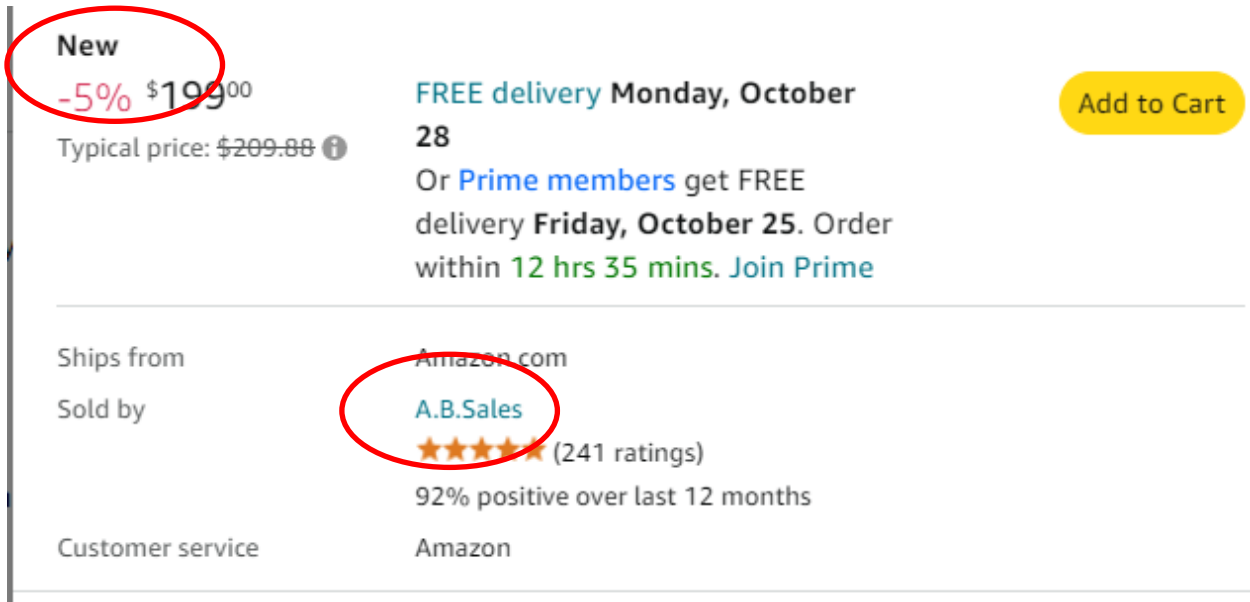 New
-5% $199⁰⁰
Typical price: $209.88
FREE delivery Monday, October
28
Or Prime members get FREE
delivery Friday, October 25. Order
within 12 hrs 35 mins. Join Prime
Add to Cart
Ships from Amazon.com
Sold by A.B.Sales
(241 ratings)
92% positive over last 12 months
Customer service Amazon